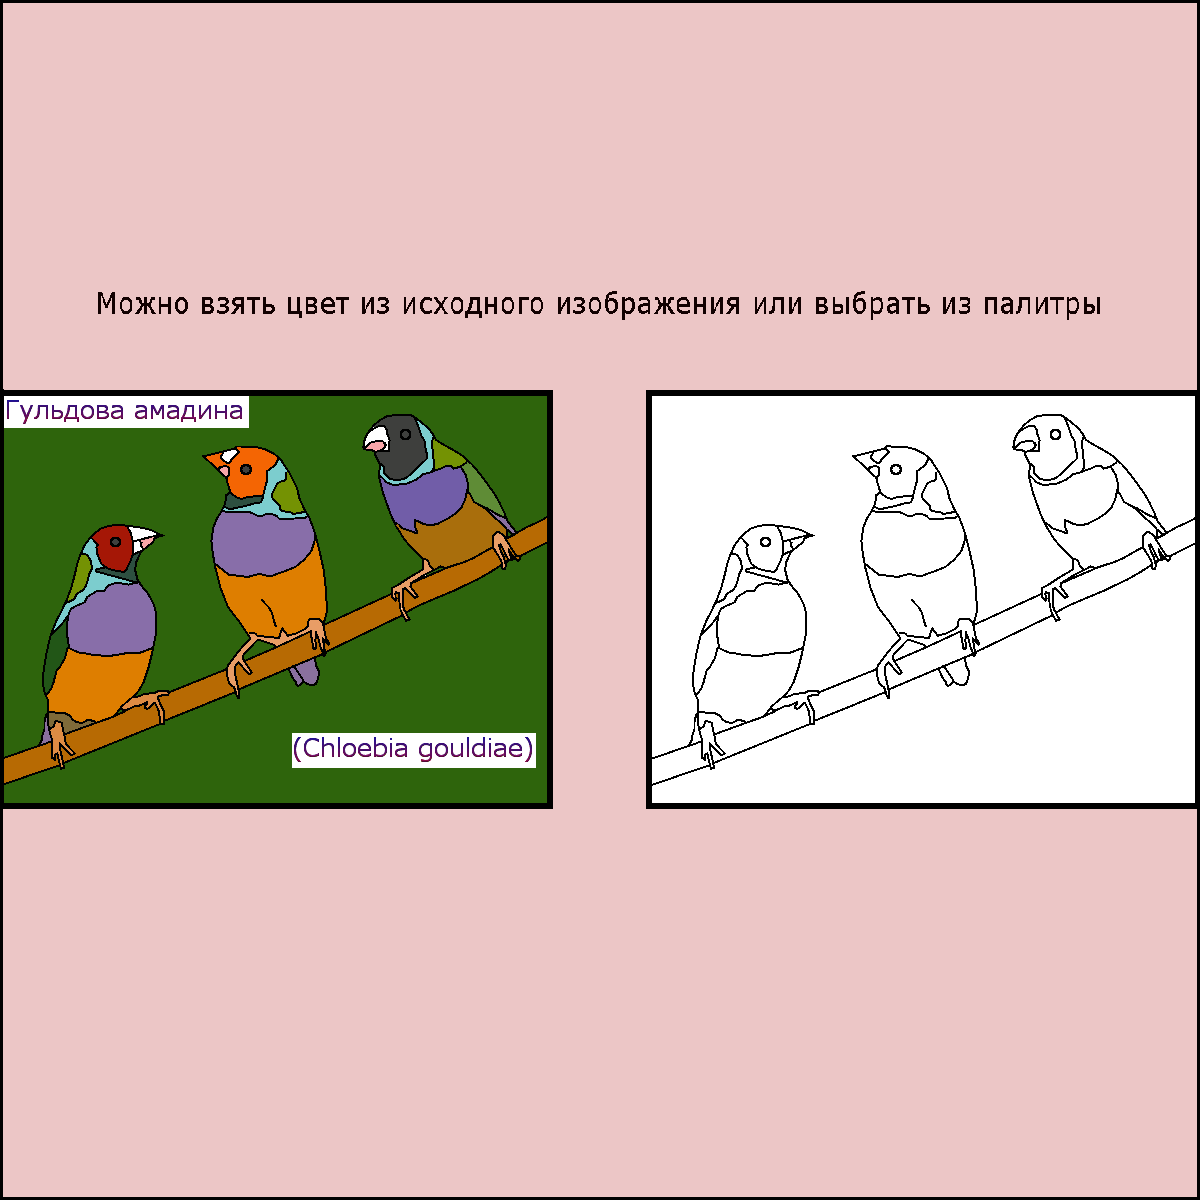 Можно взять цвет из исходного изображения или выбрать из палитры
Гульдова амадина
(Chloebia gouldiae)